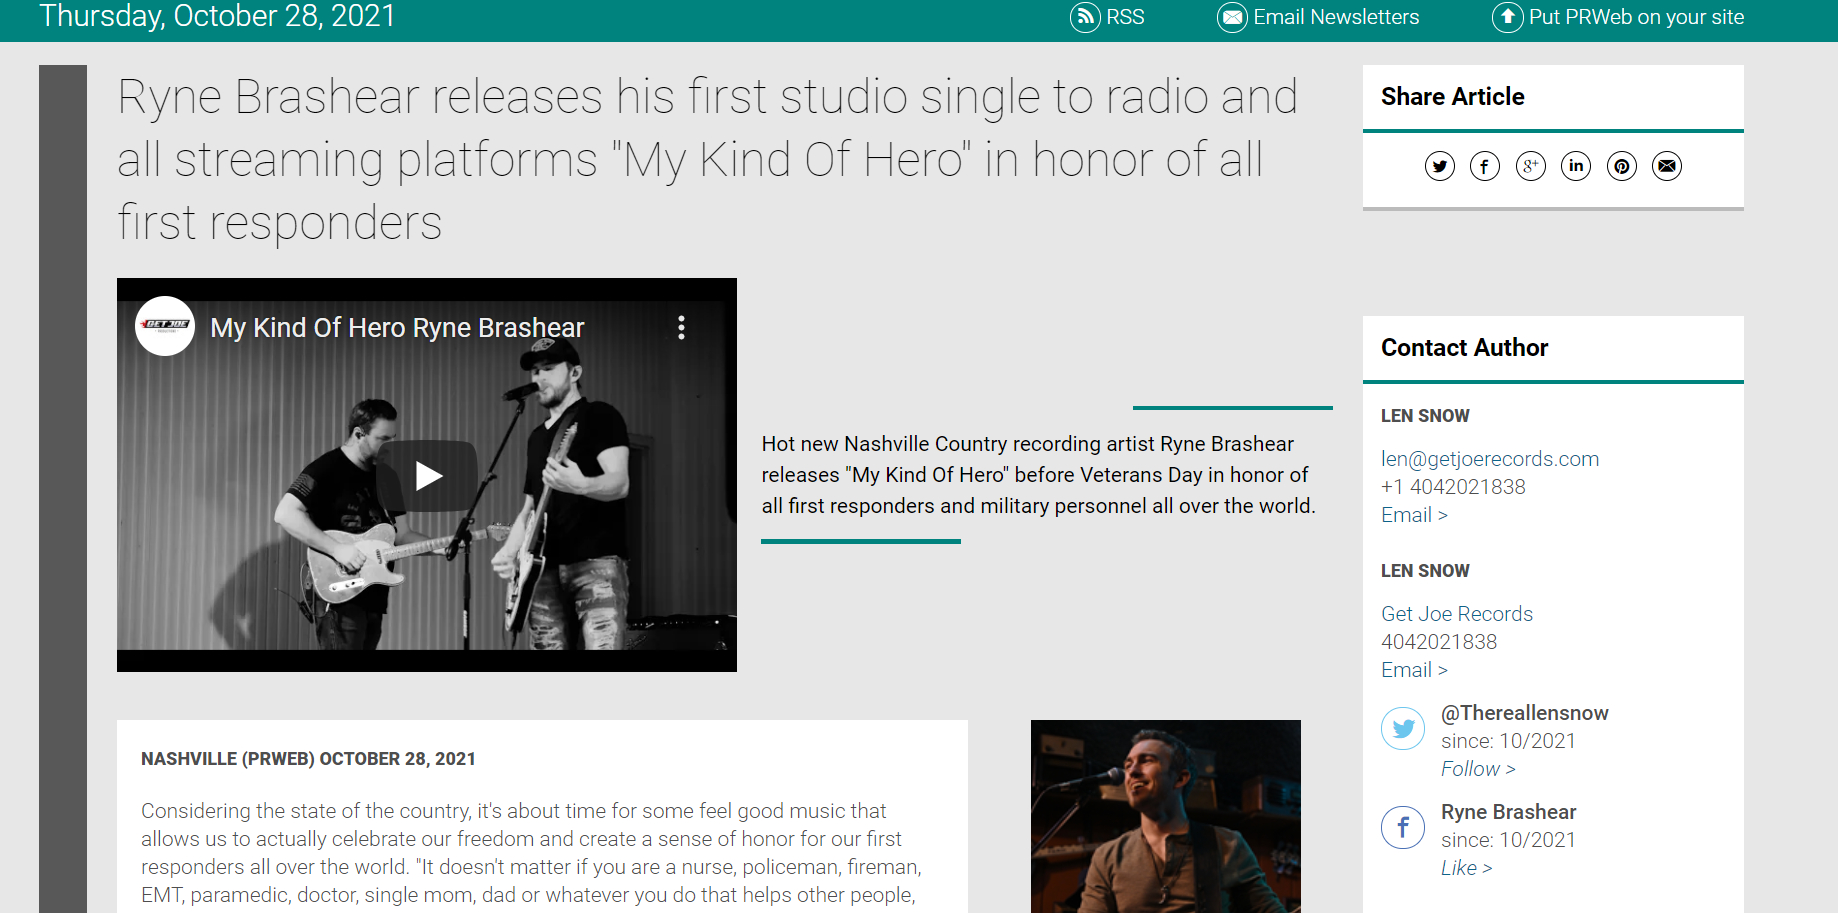 Thursday, October 28, 2021
RSS
Email Newsletters
Put PRWeb on your site
Ryne Brashear releases his first studio single to radio and
all streaming platforms "My Kind Of Hero" in honor of all
first responders
GET JOE
My Kind Of Hero Ryne Brashear
Hot new Nashville Country recording artist Ryne Brashear
releases "My Kind Of Hero" before Veterans Day in honor of
all first responders and military personnel all over the world.
NASHVILLE (PRWEB) OCTOBER 28, 2021
Considering the state of the country, it's about time for some feel good music that
allows us to actually celebrate our freedom and create a sense of honor for our first
responders all over the world. "It doesn't matter if you are a nurse, policeman, fireman,
EMT, paramedic, doctor, single mom, dad or whatever you do that helps other people,
Share Article
Contact Author
LEN SNOW
len@getjoerecords.com
+1 4042021838
Email >
LEN SNOW
Get Joe Records
4042021838
Email >
@Thereallensnow
since: 10/2021
Follow >
Ryne Brashear
since: 10/2021
Like >